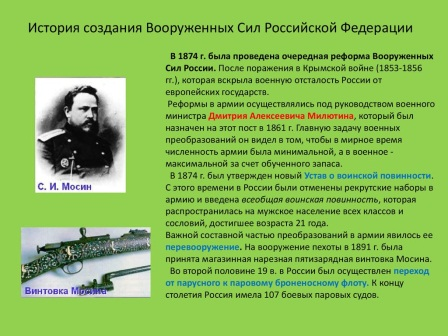 История создания Вооруженных Сил Российской Федерации
В 1874 г. была проведена очередная реформа Вооруженных
Сил России. После поражения в Крымской войне (1853-1856
гг.), которая вскрыла военную отсталость России от
европейских государств.
Реформы в армии осуществлялись под руководством военного
министра Дмитрия Алексеевича Милютина, который был
назначен на этот пост в 1861 г. Главную задачу военных
преобразований он видел в том, чтобы в мирное время
численность армии была минимальной, а в военное -
максимальной за счет обученного запаса.
В 1874 г. был утвержден новый Устав о воинской повинности.
С этого времени в России были отменены рекрутские наборы в
армию и введена всеобщая воинская повинность, которая
распространилась на мужское население всех классов и
сословий, достигшее возраста 21 года.
Важной составной частью преобразований в армии явилось ее
перевооружение. На вооружение пехоты в 1891 г. была
принята магазинная нарезная пятизарядная винтовка Мосина.
Во второй половине 19 в. в России был осуществлен переход
от парусного к паровому броненосному флоту. К концу
столетия Россия имела 107 боевых паровых судов.
С. И. Мосин
Винтовка Мосина